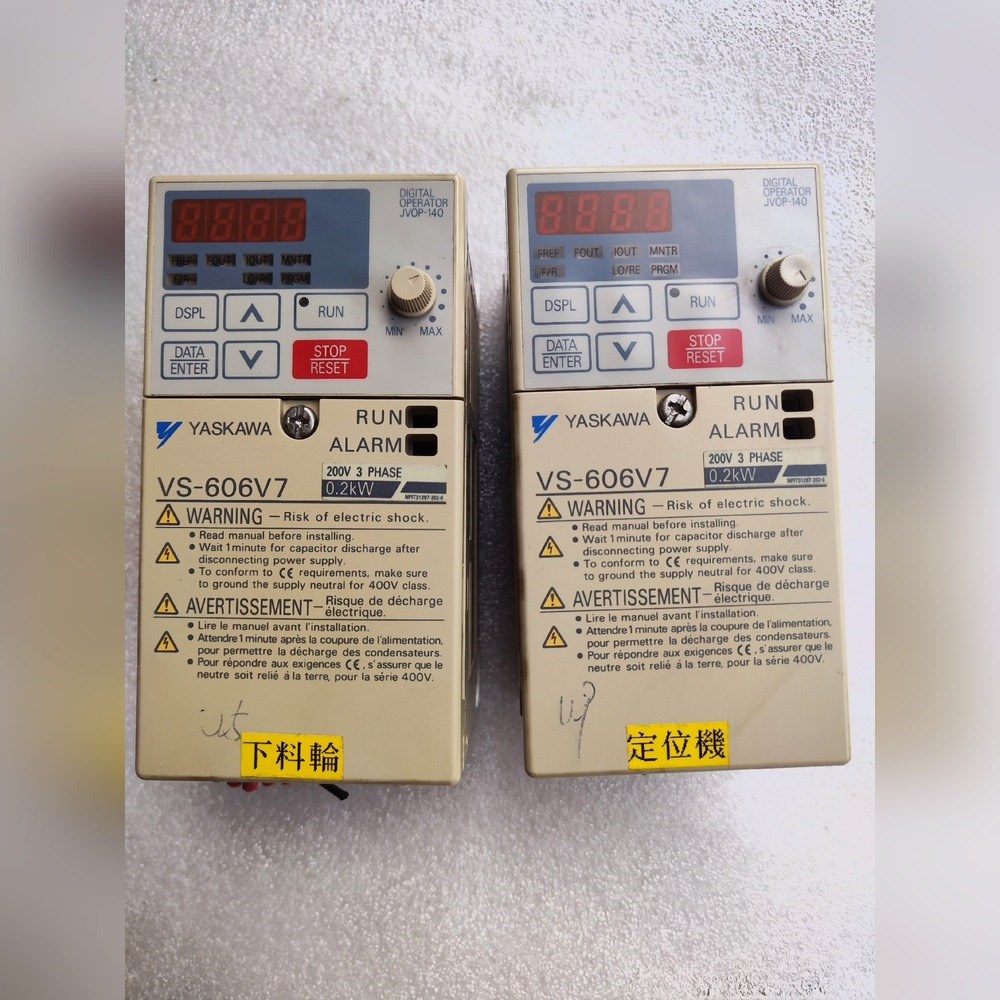 DIGITAL
OPERATOR
JVOP-140
FREF FOUT IOUT MNTR
F/R LO/RE PRGM
DSPL
RUN
MIN MAX
DATA
ENTER
STOP
RESET
YASKAWA
RUN
ALARM
200V 3 PHASE
0.2kW
VS-606V7
WARNING – Risk of electric shock.
• Read manual before installing.
• Wait 1 minute for capacitor discharge after
disconnecting power supply.
• To conform to CE requirements, make sure
to ground the supply neutral for 400V class.
AVERTISSEMENT – Risque de décharge
électrique.
• Lire le manuel avant l'installation.
• Attendre 1 minute après la coupure de l'alimentation,
pour permettre la décharge des condensateurs.
• Pour répondre aux exigences CE, s'assurer que le
neutre soit relié á la terre, pour la série 400V.
下料輪
DIGITAL
OPERATOR
JVOP-140
FREF FOUT IOUT MNTR
F/R LO/RE PRGM
DSPL
RUN
MIN MAX
DATA
ENTER
STOP
RESET
YASKAWA
RUN
ALARM
200V 3 PHASE
0.2kW
VS-606V7
WARNING – Risk of electric shock.
• Read manual before installing.
• Wait 1 minute for capacitor discharge after
disconnecting power supply.
• To conform to CE requirements, make sure
to ground the supply neutral for 400V class.
AVERTISSEMENT – Risque de décharge
électrique.
• Lire le manuel avant l'installation.
• Attendre 1 minute après la coupure de l'alimentation,
pour permettre la décharge des condensateurs.
• Pour répondre aux exigences CE, s'assurer que le
neutre soit relié á la terre, pour la série 400V.
定位機